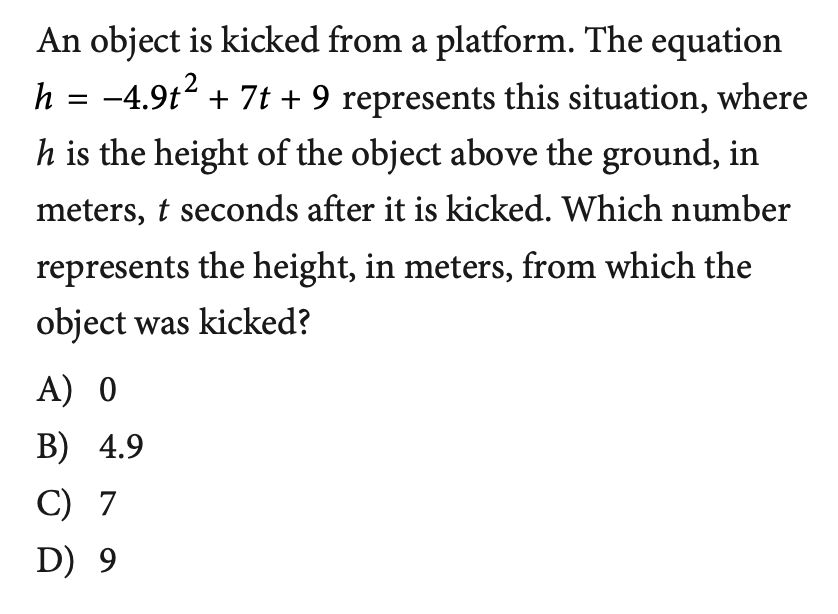 An object is kicked from a platform. The equation
h = −4.9t² + 7t + 9 represents this situation, where
h is the height of the object above the ground, in
meters, t seconds after it is kicked. Which number
represents the height, in meters, from which the
object was kicked?
A) 0
B) 4.9
C) 7
D) 9